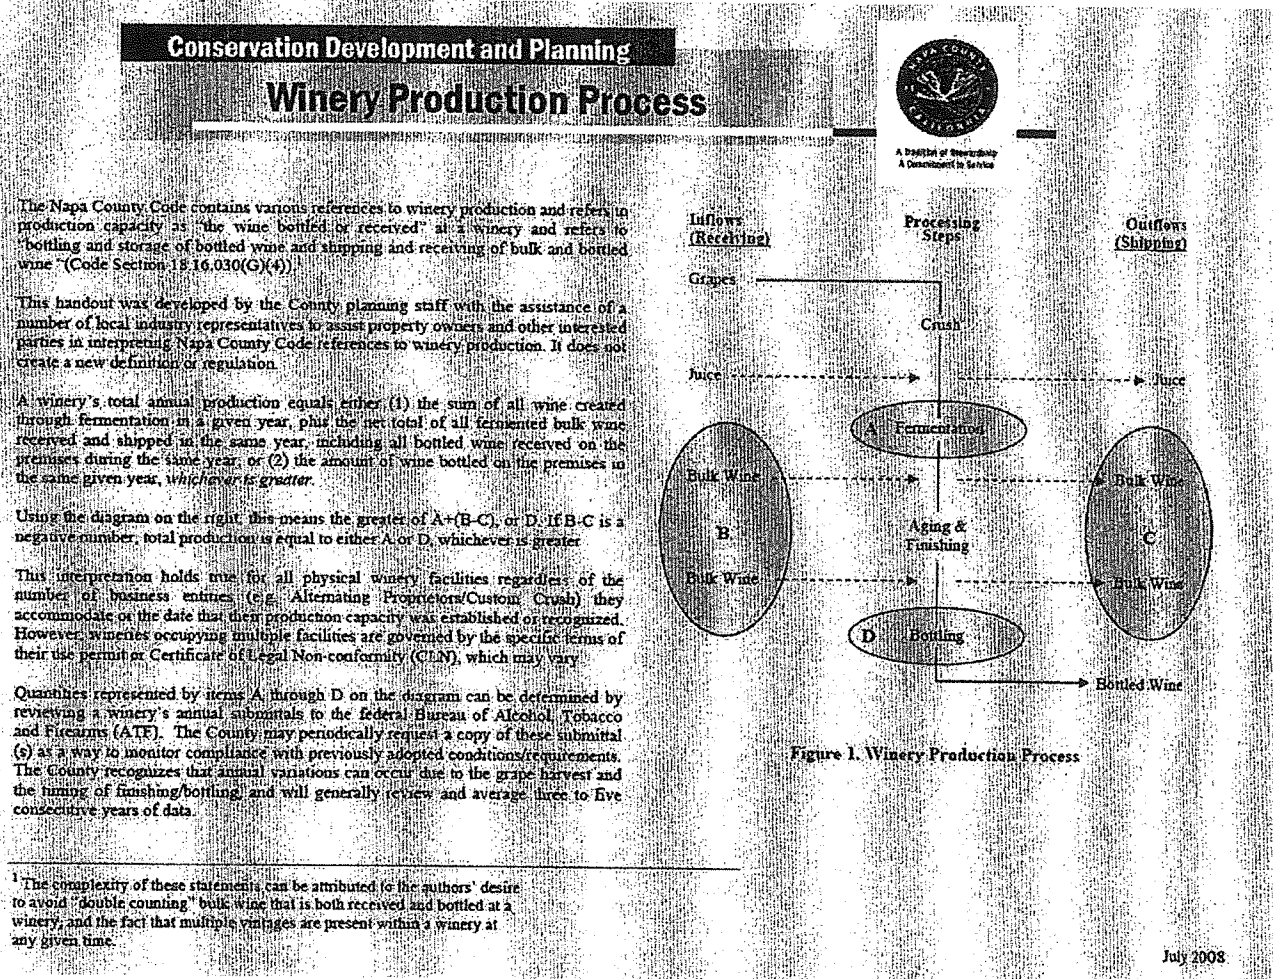 Conservation Development and Planning
Winery Production Process
NAPA COUNTY
CALIFORNIA
A Tradition of Stewardship
A Commitment to Service
The Napa County Code contains various references to winery production and refers to
production capacity as "the wine bottled or received" at a winery and refers to
"bottling and storage of bottled wine and shipping and receiving of bulk and bottled
wine "(Code Section 18.16.030(G)(4)).1
This handout was developed by the County planning staff with the assistance of a
number of local industry representatives to assist property owners and other interested
parties in interpreting Napa County Code references to winery production. It does not
create a new definition or regulation.
A winery's total annual production equals either (1) the sum of all wine created
through fermentation in a given year, plus the net total of all fermented bulk wine
received and shipped in the same year, including all bottled wine received on the
premises during the same year; or (2) the amount of wine bottled on the premises in
the same given year, whichever is greater.
Using the diagram on the right, this means the greater of A+(B-C), or D. If B-C is a
negative number, total production is equal to either A or D, whichever is greater
This interpretation holds true for all physical winery facilities regardless of the
number of business entities (e.g. Alternating Proprietors/Custom Crush) they
accommodate or the date that their production capacity was established or recognized.
However, wineries occupying multiple facilities are governed by the specific terms of
their use permit or Certificate of Legal Non-conformity (CLN), which may vary
Quantities represented by items A through D on the diagram can be determined by
reviewing a winery's annual submittals to the federal Bureau of Alcohol, Tobacco
and Firearms (ATF). The County may periodically request a copy of these submittal
(s) as a way to monitor compliance with previously adopted conditions/requirements.
The County recognizes that annual variations can occur due to the grape harvest and
the timing of finishing/bottling, and will generally review and average three to five
consecutive years of data.
Inflows
(Receiving)
Processing
Steps
Outflows
(Shipping)
Grapes
Crush
Juice
Juice
A Fermentation
Bulk Wine
Bulk Wine
B
Aging &
Finishing
C
Bulk Wine
Bulk Wine
D Bottling
Bottled Wine
Figure 1. Winery Production Process
1 The complexity of these statements can be attributed to the authors' desire
to avoid "double counting" bulk wine that is both received and bottled at a
winery, and the fact that multiple vintages are present within a winery at
any given time.
July 2008